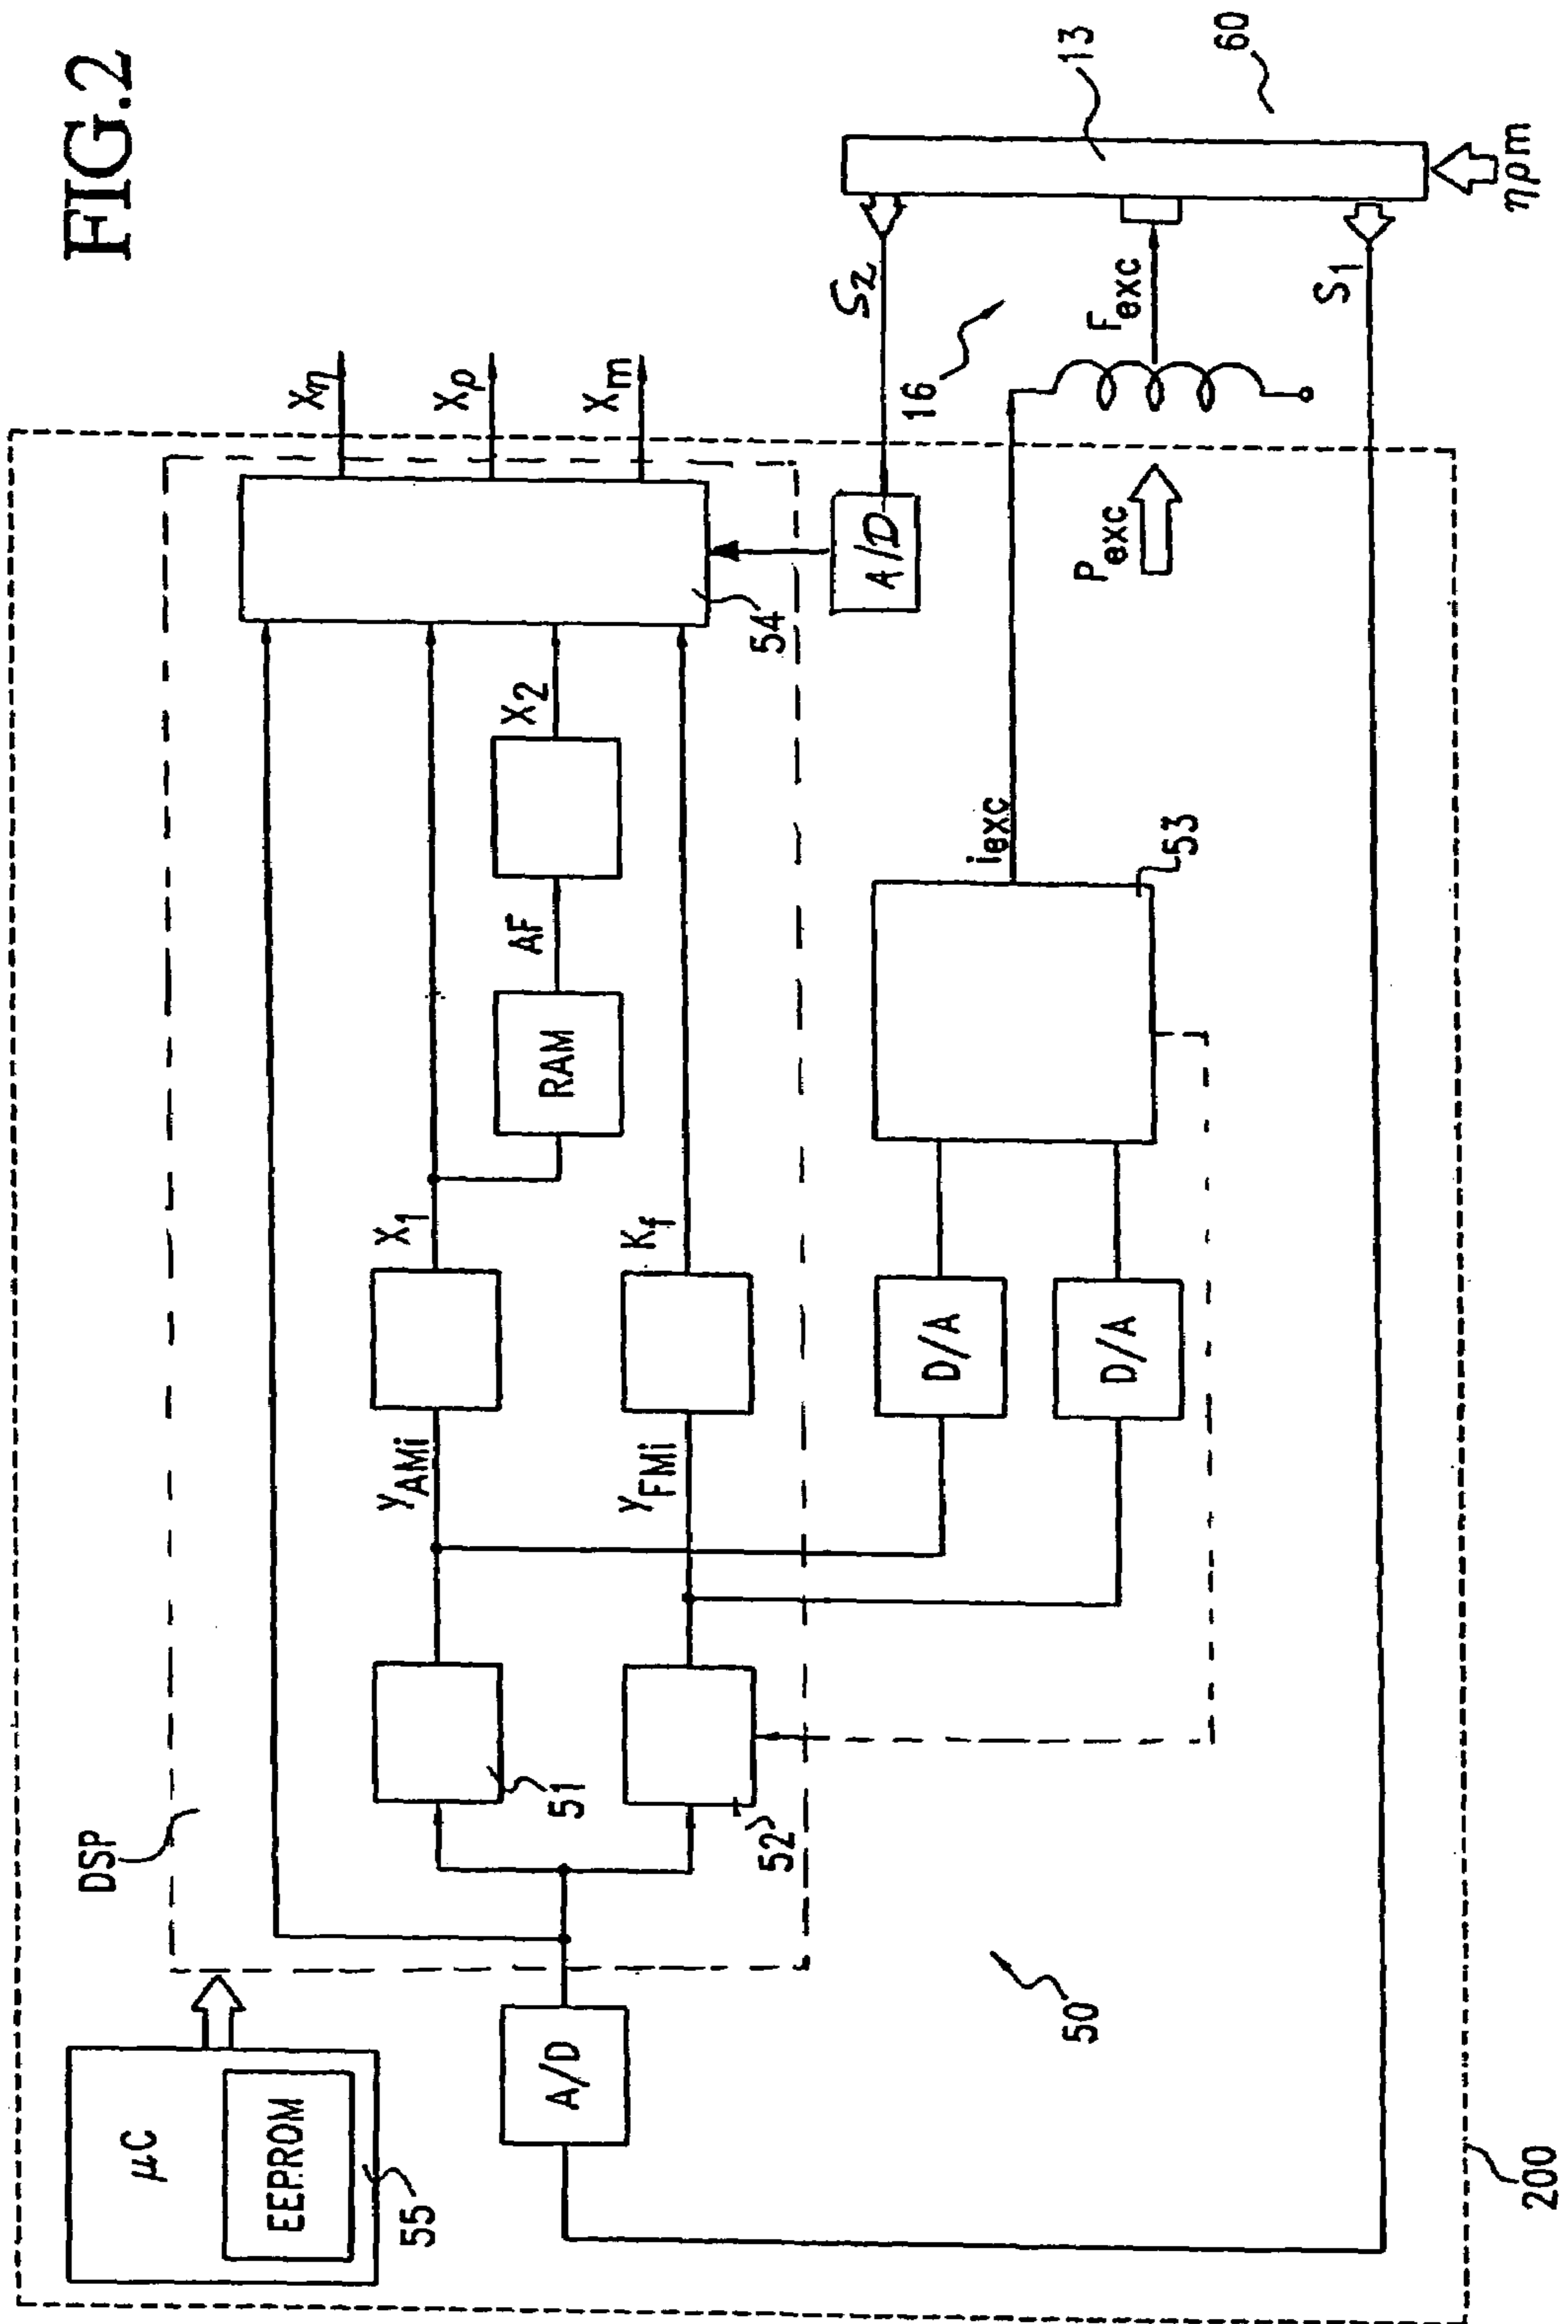 FIG.2
μC
EEPROM
55
DSP
A/D
51
52
YAMi
YFMi
X1
Kf
RAM
AF
X2
54
Xη
Xρ
Xm
D/A
D/A
53
iexc
A/D
S2
16
Pexc
Fexc
S1
13
60
ηρm
50
200